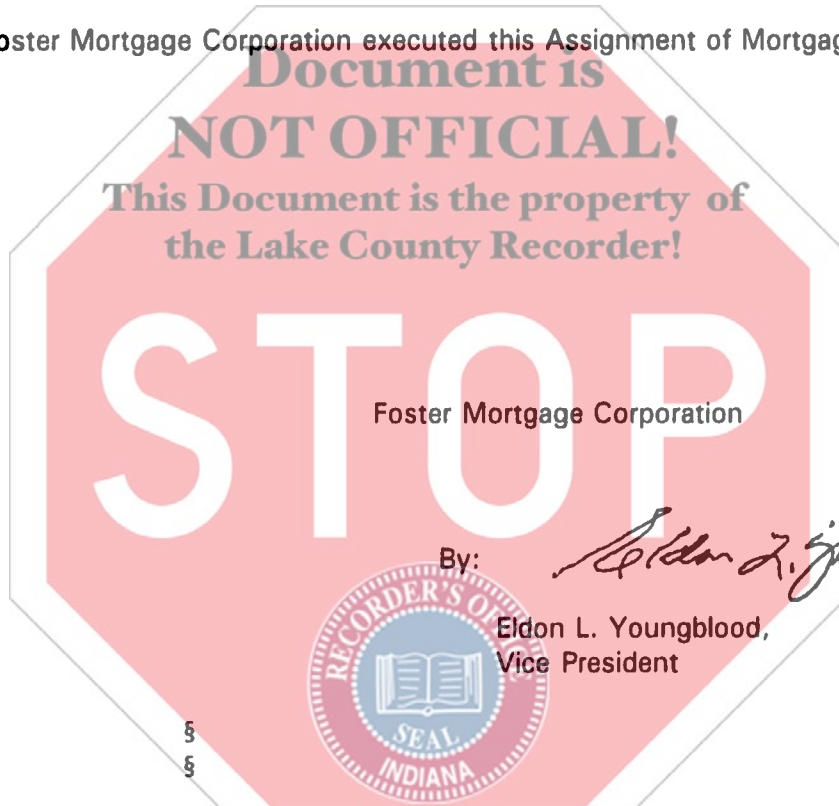 oster Mortgage Corporation executed this Assignment of Mortgag
Document is
NOT OFFICIAL!
This Document is the property of
the Lake County Recorder!
STOP
Foster Mortgage Corporation
By:
Eldon L. Youngblood,
Vice President
RECORDER'S OFFICE
SEAL
INDIANA
§
§